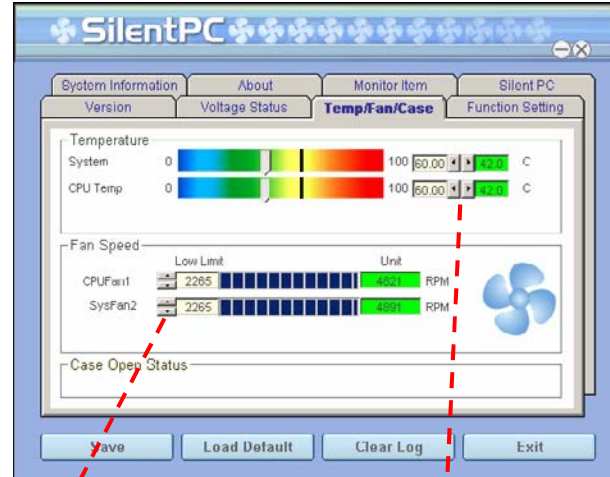 SilentPC
System Information About Monitor Item Silent PC
Version Voltage Status Temp/Fan/Case Function Setting
Temperature
System 0 100 60.00 42.0 C
CPU Temp 0 100 60.00 42.0 C
Fan Speed
Low Limit Unit
CPUFan1 2265 4821 RPM
SysFan2 2265 4891 RPM
Case Open Status
Save Load Default Clear Log Exit